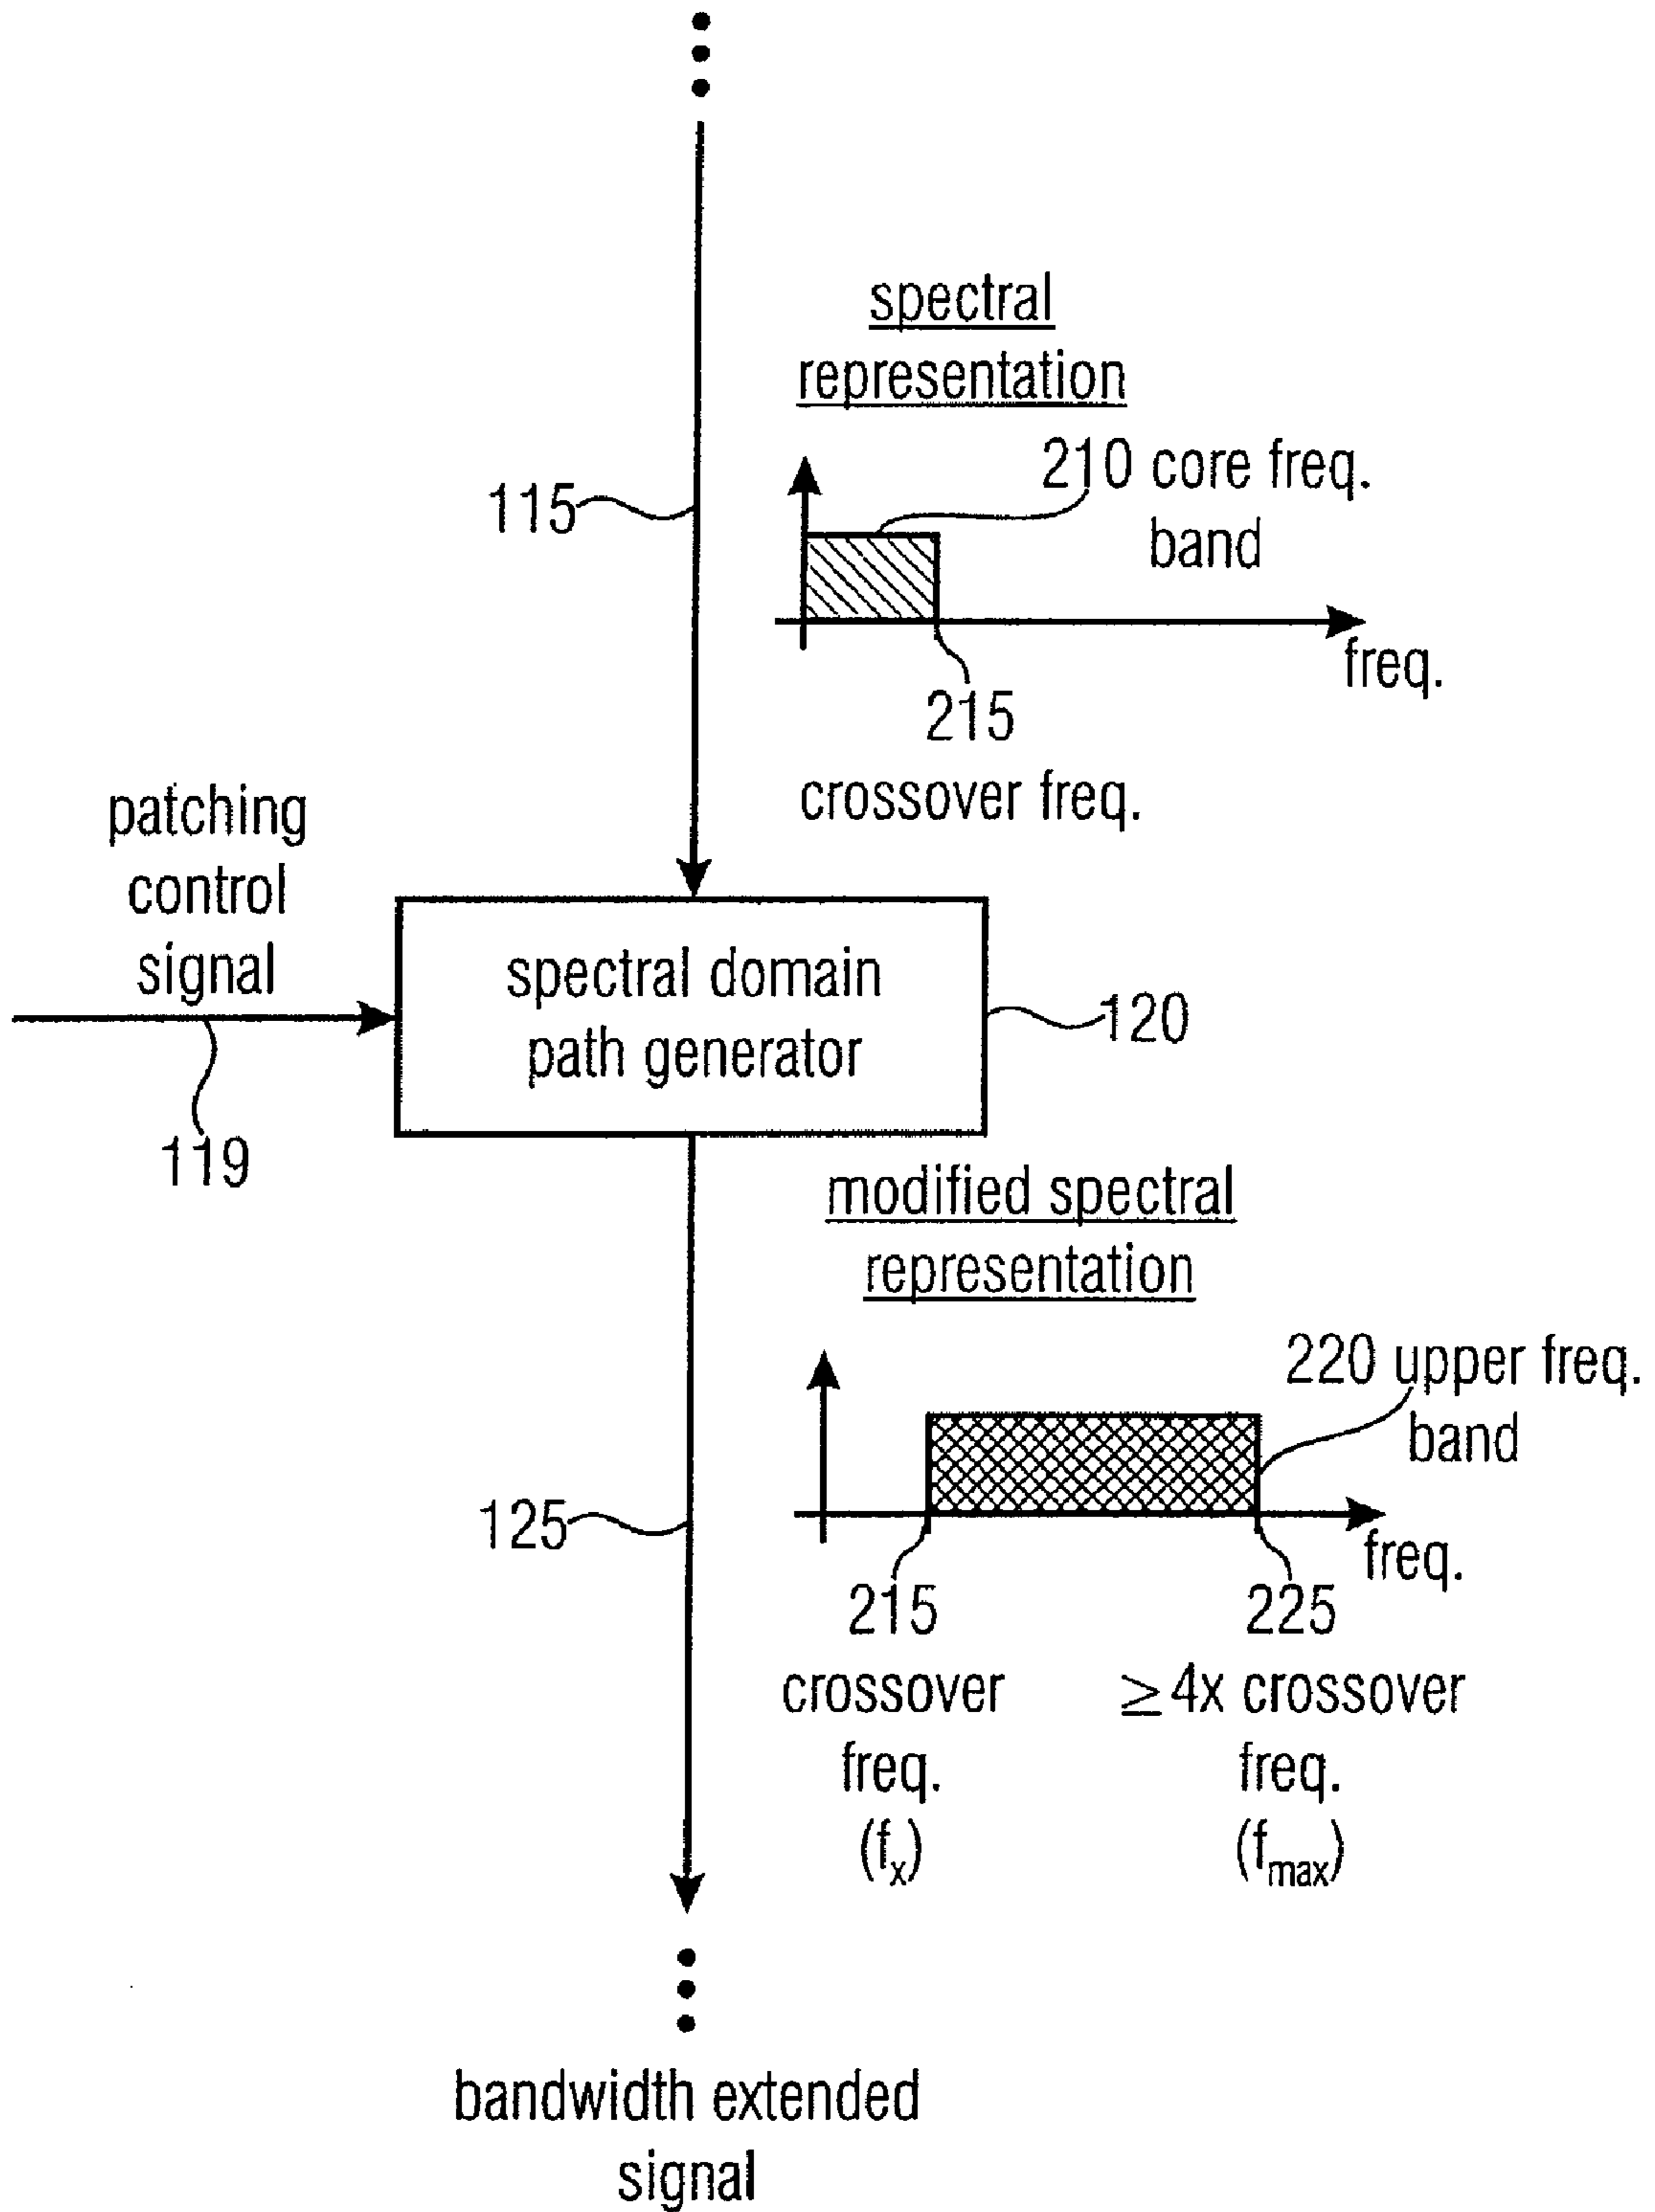 spectral
representation
210 core freq.
band
115
freq.
215
crossover freq.
patching
control
signal
spectral domain
path generator
120
119
modified spectral
representation
220 upper freq.
band
125
freq.
215
crossover
freq.
(fx)
225
≥4x crossover
freq.
(fmax)
bandwidth extended
signal